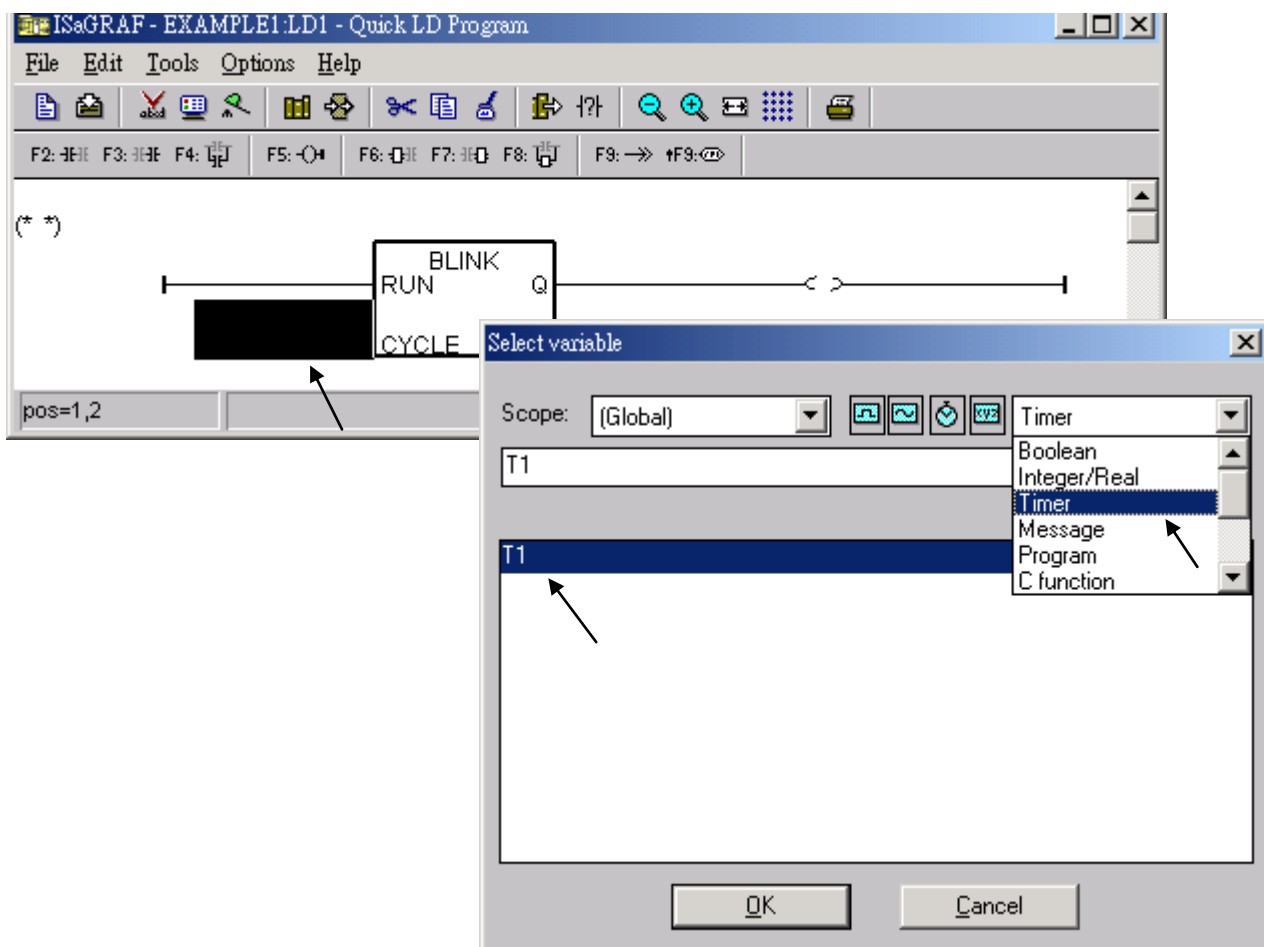 ISaGRAF - EXAMPLE1:LD1 - Quick LD Program
File Edit Tools Options Help
F2: F3: F4: F5: F6: F7: F8: F9: F9:
(* *)
BLINK
RUN Q
CYCLE
pos=1,2
Select variable
Scope: (Global) Timer
T1
Boolean
Integer/Real
Timer
Message
Program
C function
T1
OK Cancel